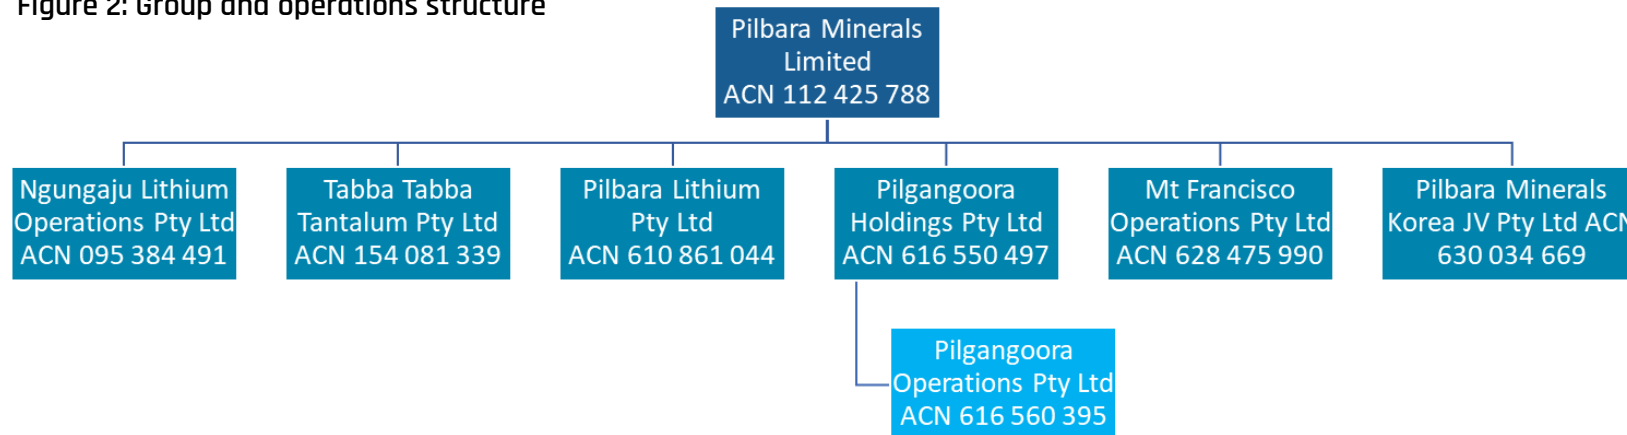 Figure 2: Group and operations structure
Pilbara Minerals
Limited
ACN 112 425 788
Ngungaju Lithium
Operations Pty Ltd
ACN 095 384 491
Tabba Tabba
Tantalum Pty Ltd
ACN 154 081 339
Pilbara Lithium
Pty Ltd
ACN 610 861 044
Pilgangoora
Holdings Pty Ltd
ACN 616 550 497
Mt Francisco
Operations Pty Ltd
ACN 628 475 990
Pilbara Minerals
Korea JV Pty Ltd ACN
630 034 669
Pilgangoora
Operations Pty Ltd
ACN 616 560 395